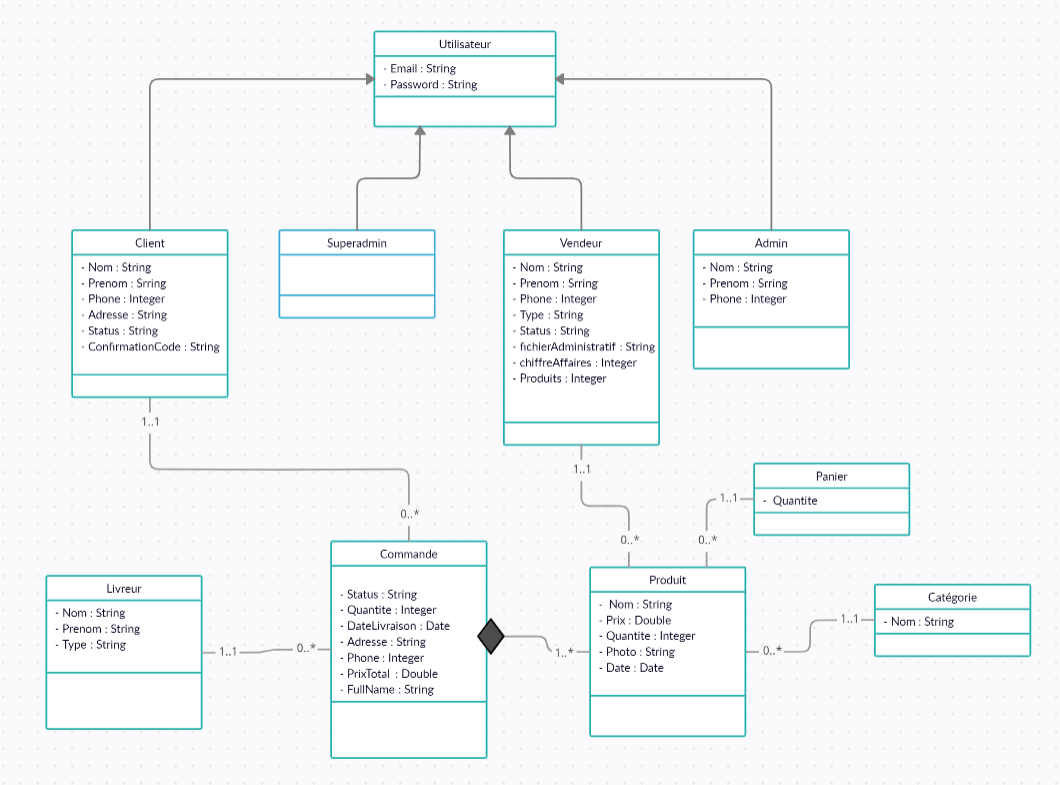 Utilisateur
- Email : String
- Password : String
Client
- Nom : String
- Prenom : Srring
- Phone : Integer
- Adresse : String
- Status : String
- ConfirmationCode : String
Superadmin
Vendeur
- Nom : String
- Prenom : Srring
- Phone : Integer
- Type : String
- Status : String
- fichierAdministratif : String
- chiffreAffaires : Integer
- Produits : Integer
Admin
- Nom : String
- Prenom : Srring
- Phone : Integer
1..1
0..*
1..1
0..*
1..1
0..*
Panier
- Quantite
Livreur
- Nom : String
- Prenom : String
- Type : String
1..1
0..*
Commande
- Status : String
- Quantite : Integer
- DateLivraison : Date
- Adresse : String
- Phone : Integer
- PrixTotal : Double
- FullName : String
1..*
Produit
- Nom : String
- Prix : Double
- Quantite : Integer
- Photo : String
- Date : Date
0..*
1..1
Catégorie
- Nom : String